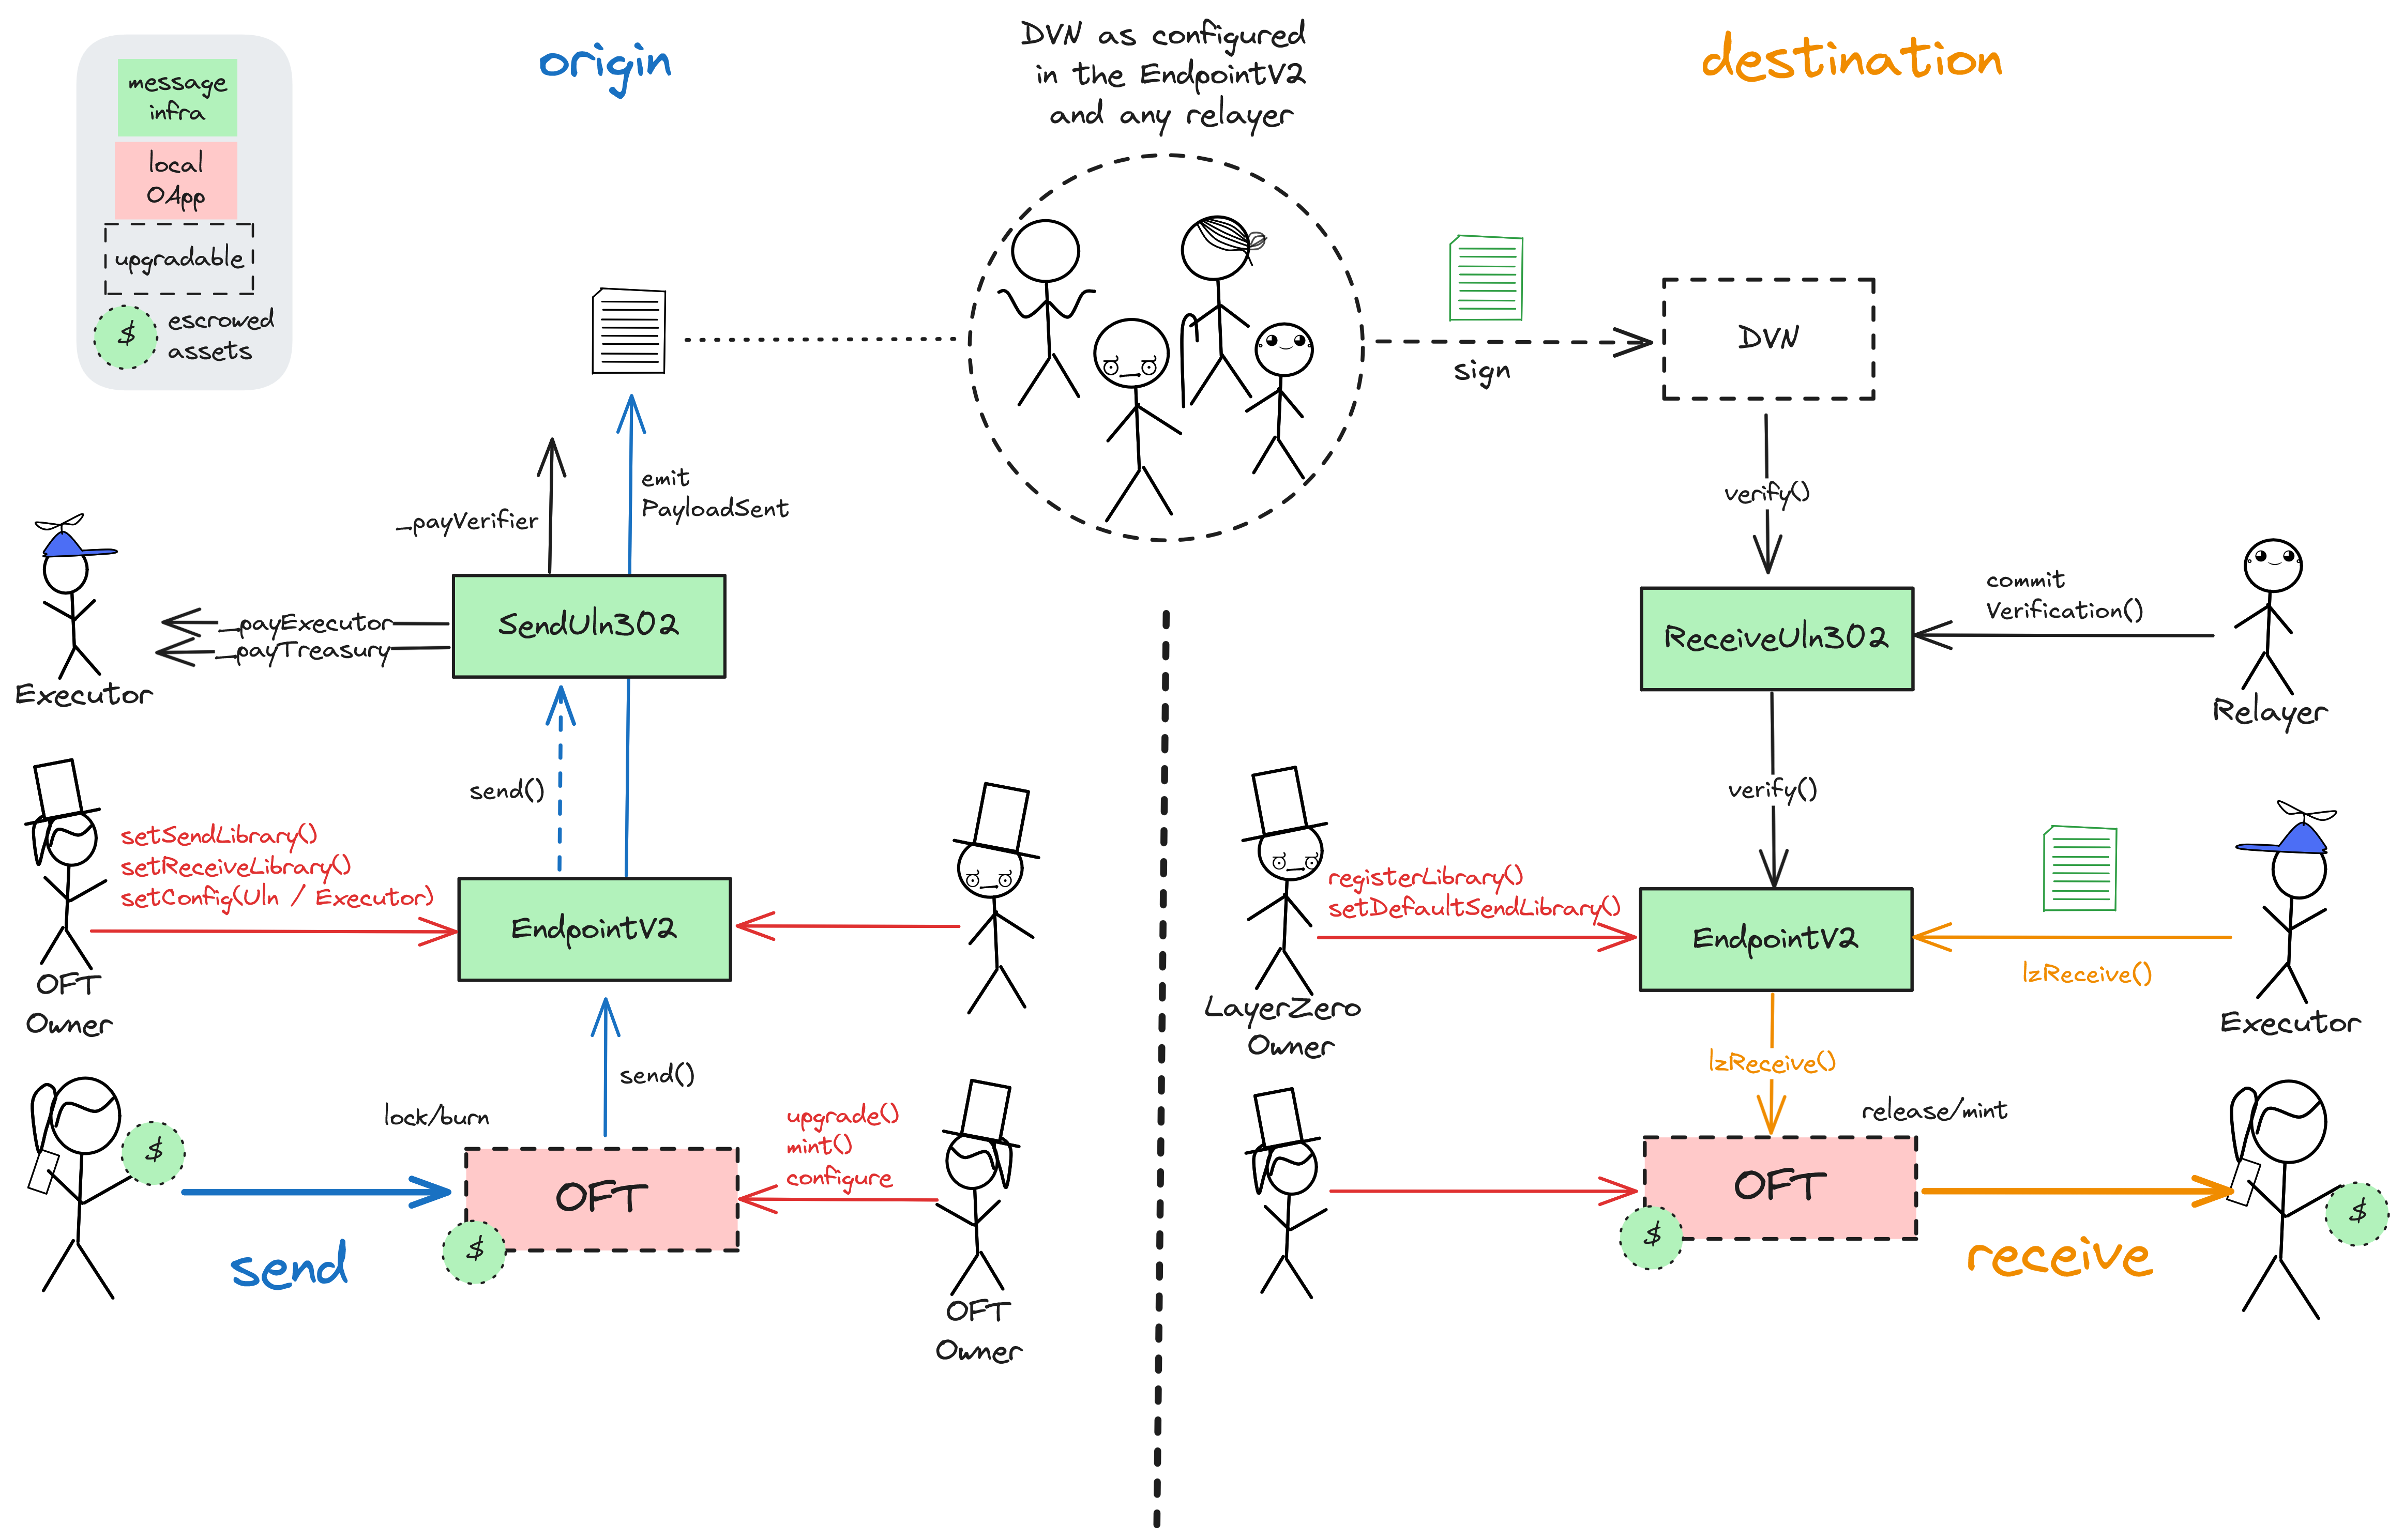 message
infra
local
OApp
upgradable
$
escrowed
assets
origin
DVN as configured
in the EndpointV2
and any relayer
destination
sign
DVN
emit
PayloadSent
_payVerifier
verify()
_payExecutor
_payTreasury
Executor
SendUln302
ReceiveUln302
commit
Verification()
Relayer
send()
verify()
setSendLibrary()
setReceiveLibrary()
setConfig(Uln / Executor)
OFT
Owner
EndpointV2
registerLibrary()
setDefaultSendLibrary()
LayerZero
Owner
EndpointV2
lzReceive()
Executor
send()
lzReceive()
lock/burn
$
upgrade()
mint()
configure
OFT
$
send
OFT
Owner
release/mint
OFT
$
receive
$